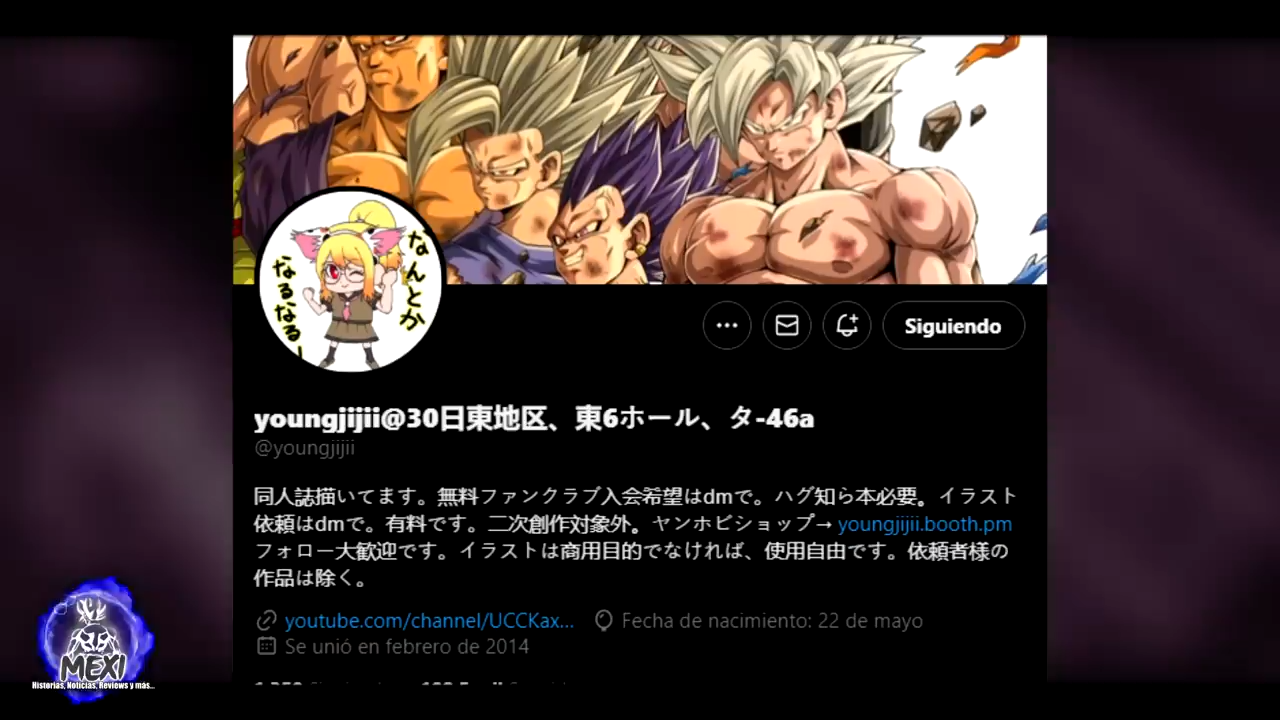 なんとか
なるなる!
Siguiendo
youngjijii@30日東地区、東6ホール、タ-46a
@youngjijii
同人誌描いてます。無料ファンクラブ入会希望はdmで。ハグ知ら本必要。イラスト
依頼はdmで。有料です。二次創作対象外。ヤンホビショップ→ youngjijii.booth.pm
フォロー大歓迎です。イラストは商用目的でなければ、使用自由です。依頼者様の
作品は除く。
youtube.com/channel/UCCKax... Fecha de nacimiento: 22 de mayo
Se unió en febrero de 2014
MEXI
Historias, Noticias, Reviews y más...